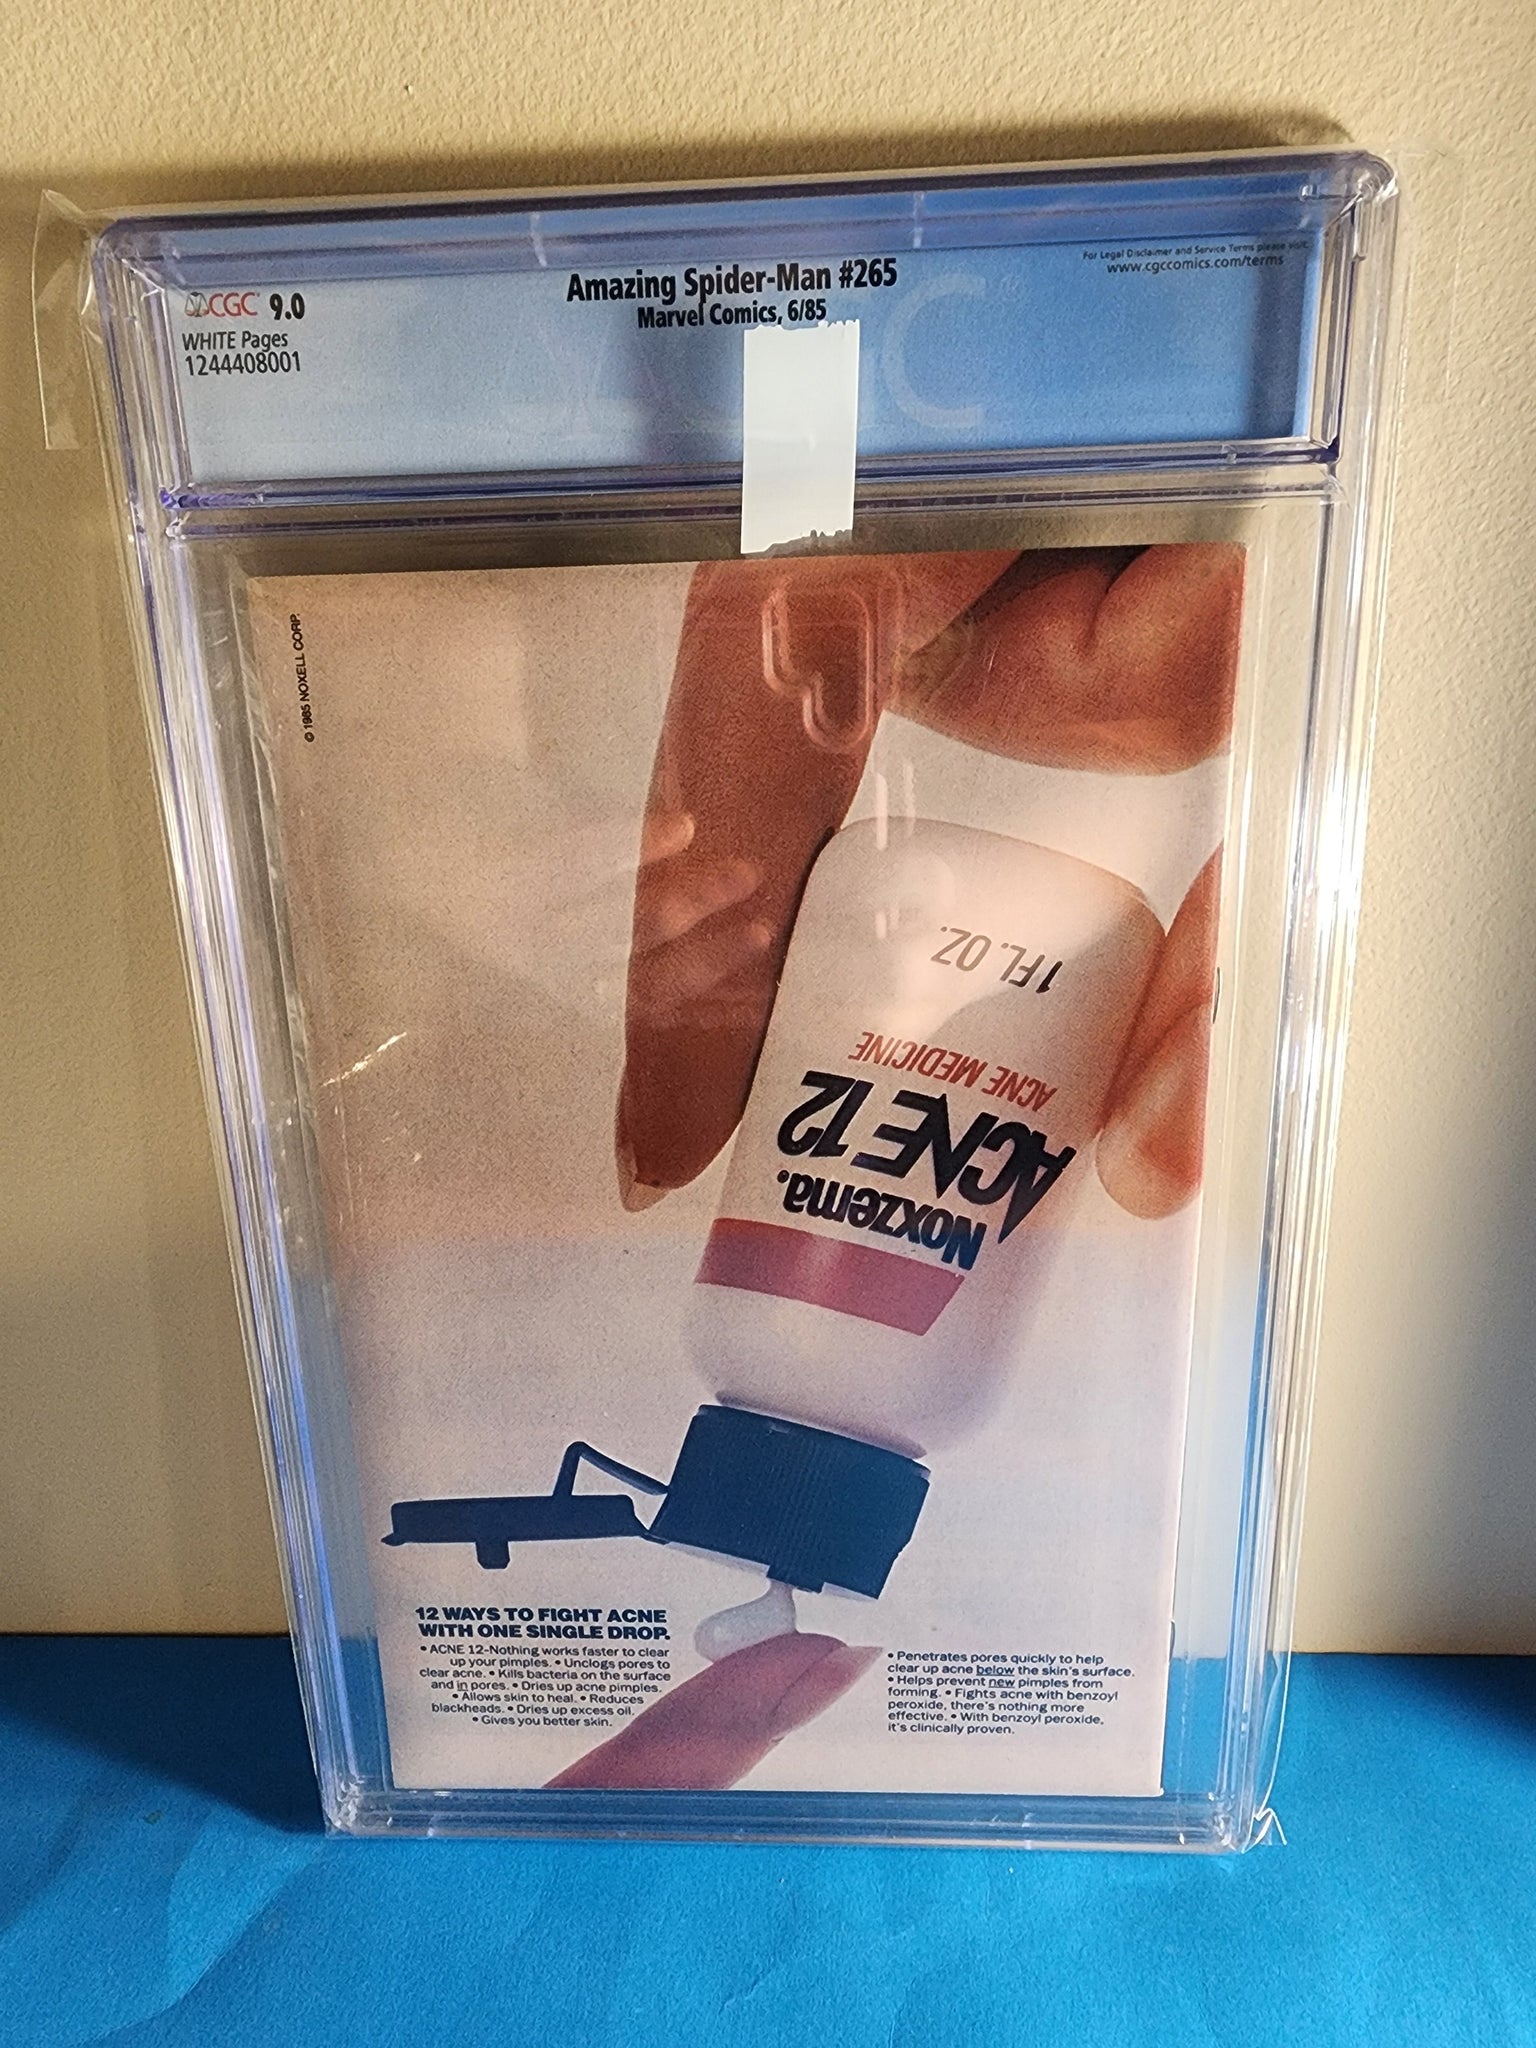 CGC 9.0
WHITE Pages
1244408001
Amazing Spider-Man #265
Marvel Comics, 6/85
For Legal Disclaimer and Service Terms please visit:
www.cgccomics.com/terms
© 1985 NOXELL CORP.
1 FL. OZ.
ACNE MEDICINE
ACNE 12
NOXzema.
12 WAYS TO FIGHT ACNE
WITH ONE SINGLE DROP.
• ACNE 12-Nothing works faster to clear
up your pimples. • Unclogs pores to
clear acne. • Kills bacteria on the surface
and in pores. • Dries up acne pimples.
• Allows skin to heal. • Reduces
blackheads. • Dries up excess oil.
• Gives you better skin.
• Penetrates pores quickly to help
clear up acne below the skin's surface.
• Helps prevent new pimples from
forming. • Fights acne with benzoyl
peroxide, there's nothing more
effective. • With benzoyl peroxide,
it's clinically proven.